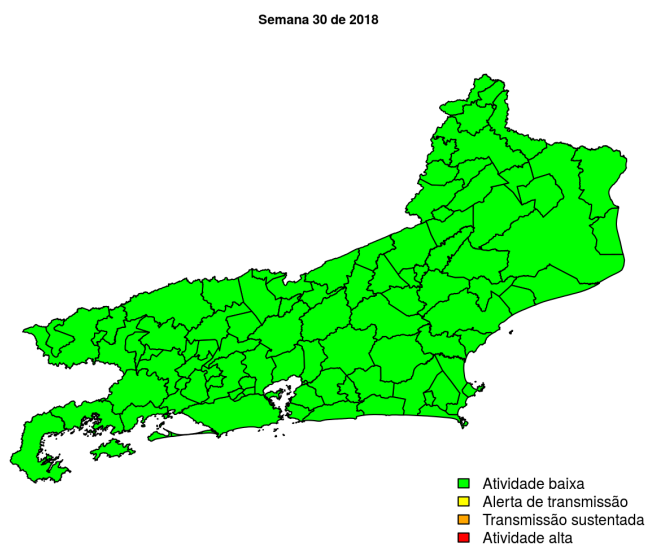 Semana 30 de 2018
Atividade baixa
Alerta de transmissão
Transmissão sustentada
Atividade alta